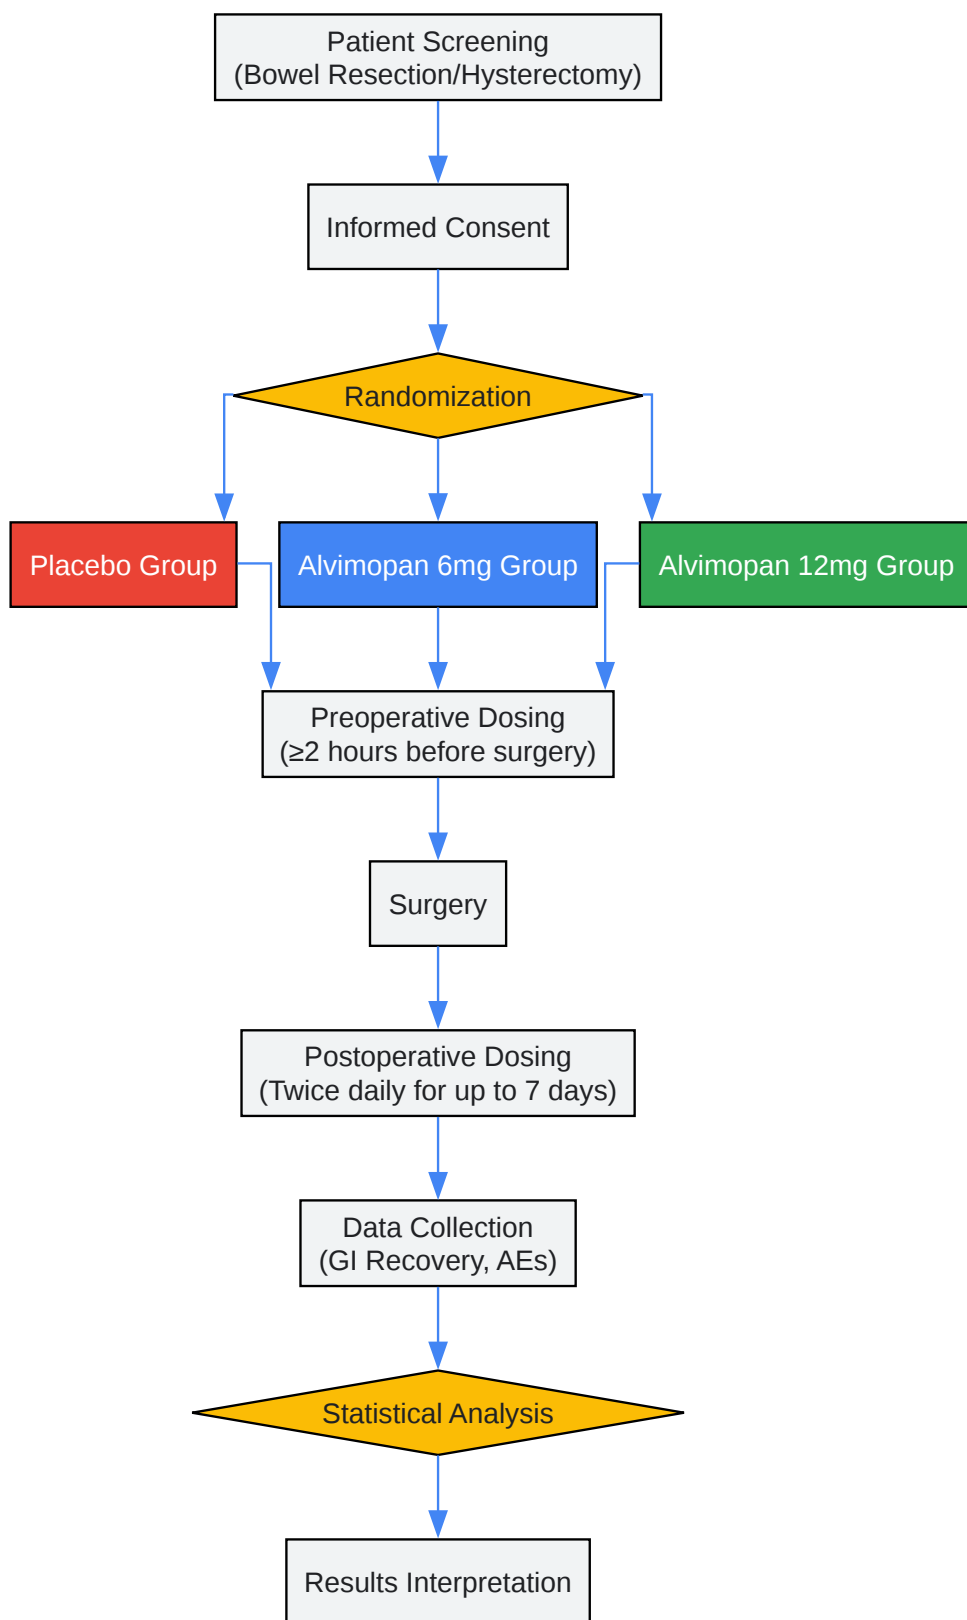 Patient Screening
(Bowel Resection/Hysterectomy)
Informed Consent
Randomization
Placebo Group
Alvimopan 6mg Group
Alvimopan 12mg Group
Preoperative Dosing
(≥2 hours before surgery)
Surgery
Postoperative Dosing
(Twice daily for up to 7 days)
Data Collection
(GI Recovery, AEs)
Statistical Analysis
Results Interpretation